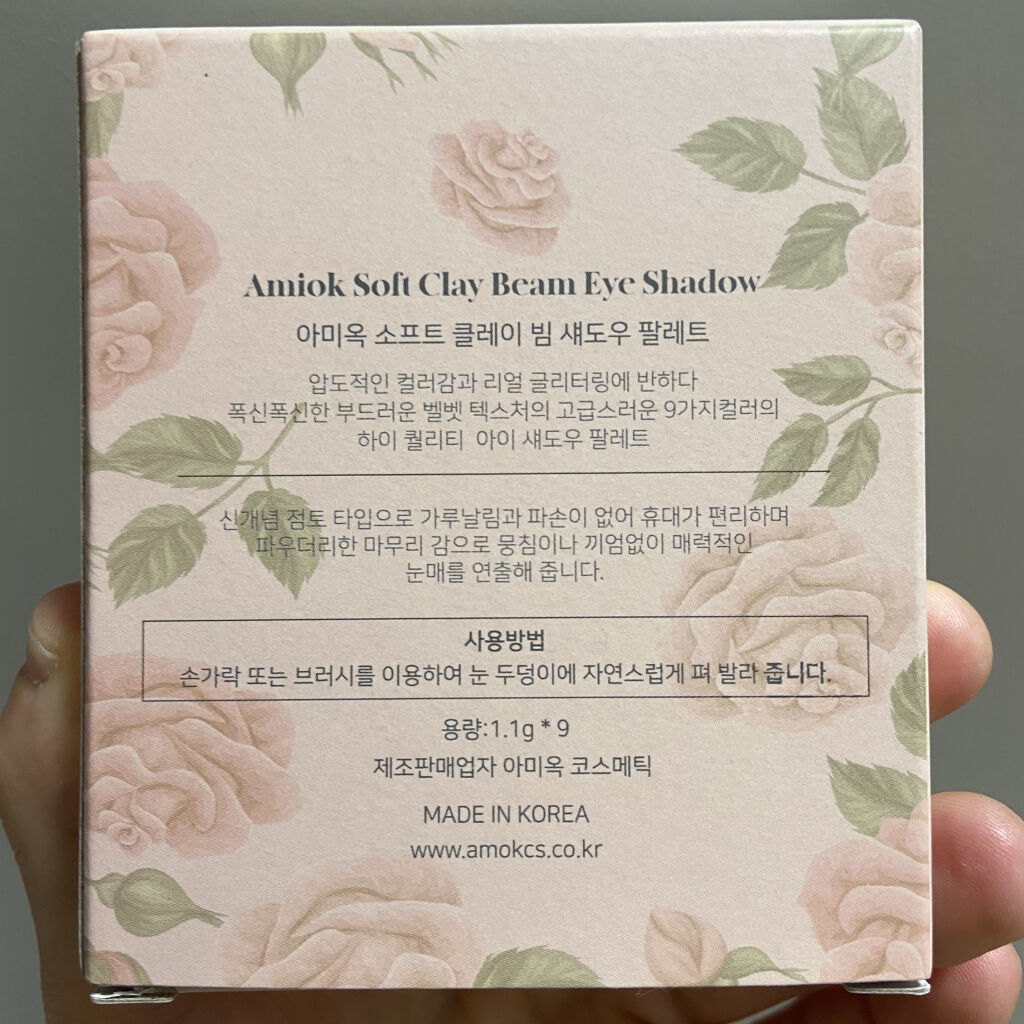 Amiok Soft Clay Beam Eye Shadow
아미옥 소프트 클레이 빔 섀도우 팔레트
압도적인 컬러감과 리얼 글리터링에 반하다
폭신폭신한 부드러운 벨벳 텍스처의 고급스러운 9가지컬러의
하이 퀄리티 아이 섀도우 팔레트
신개념 점토 타입으로 가루날림과 파손이 없어 휴대가 편리하며
파우더리한 마무리 감으로 뭉침이나 끼엄없이 매력적인
눈매를 연출해 줍니다.
사용방법
손가락 또는 브러시를 이용하여 눈 두덩이에 자연스럽게 펴 발라 줍니다.
용량:1.1g * 9
제조판매업자 아미옥 코스메틱
MADE IN KOREA
www.amokcs.co.kr